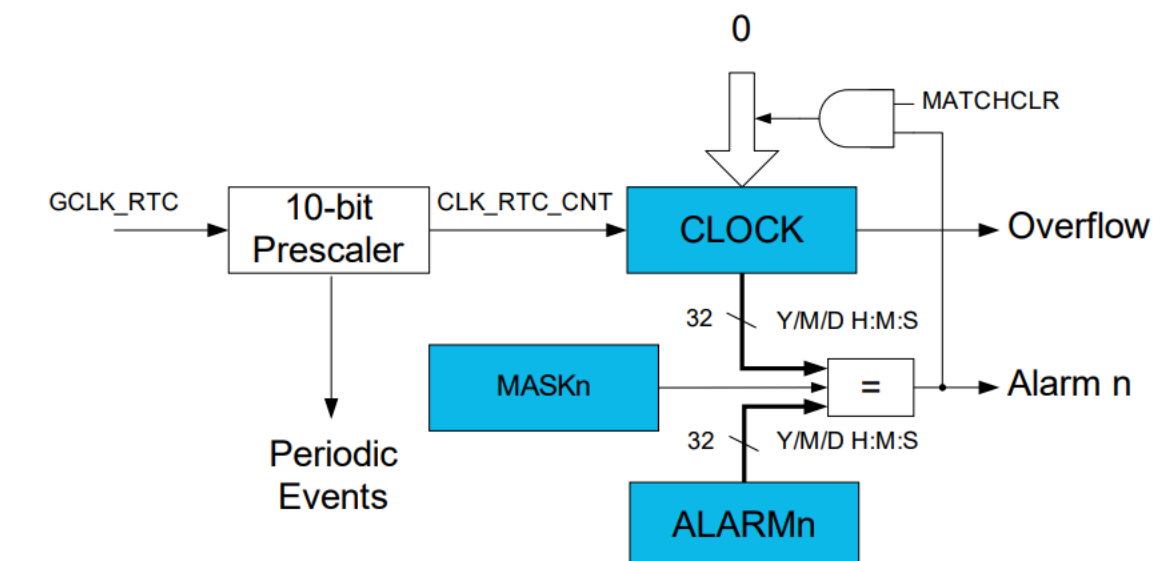 0
MATCHCLR
GCLK_RTC
10-bit
Prescaler
CLK_RTC_CNT
CLOCK
Overflow
32
Y/M/D H:M:S
MASKn
=
Alarm n
32
Y/M/D H:M:S
Periodic
Events
ALARMn